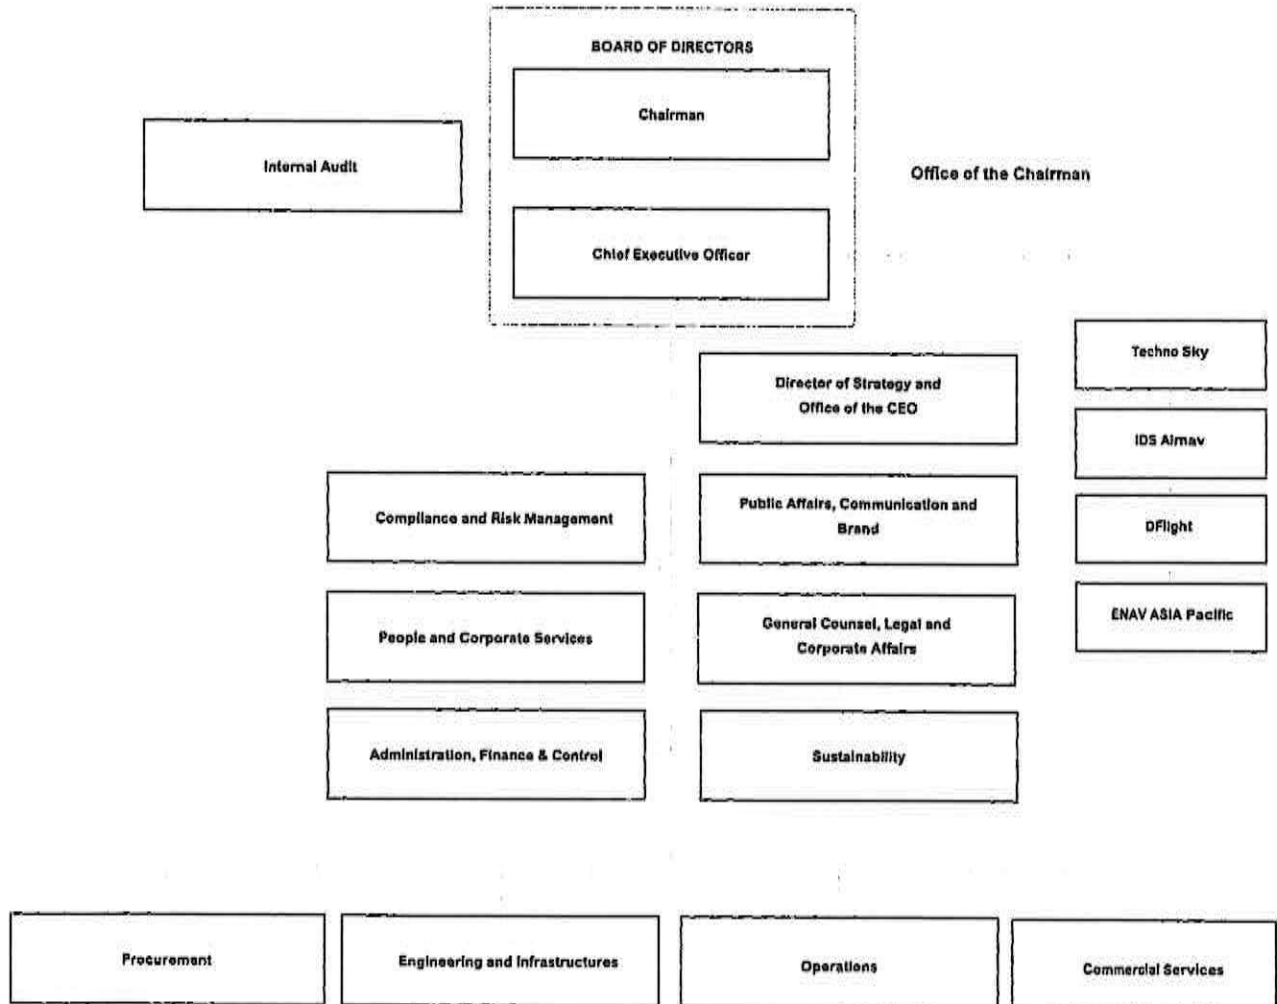 BOARD OF DIRECTORS
Chairman
Internal Audit
Office of the Chairman
Chief Executive Officer
Techno Sky
Director of Strategy and
Office of the CEO
IDS Airnav
Compliance and Risk Management
Public Affairs, Communication and
Brand
DFlight
People and Corporate Services
General Counsel, Legal and
Corporate Affairs
ENAV ASIA Pacific
Administration, Finance & Control
Sustainability
Procurement
Engineering and Infrastructures
Operations
Commercial Services